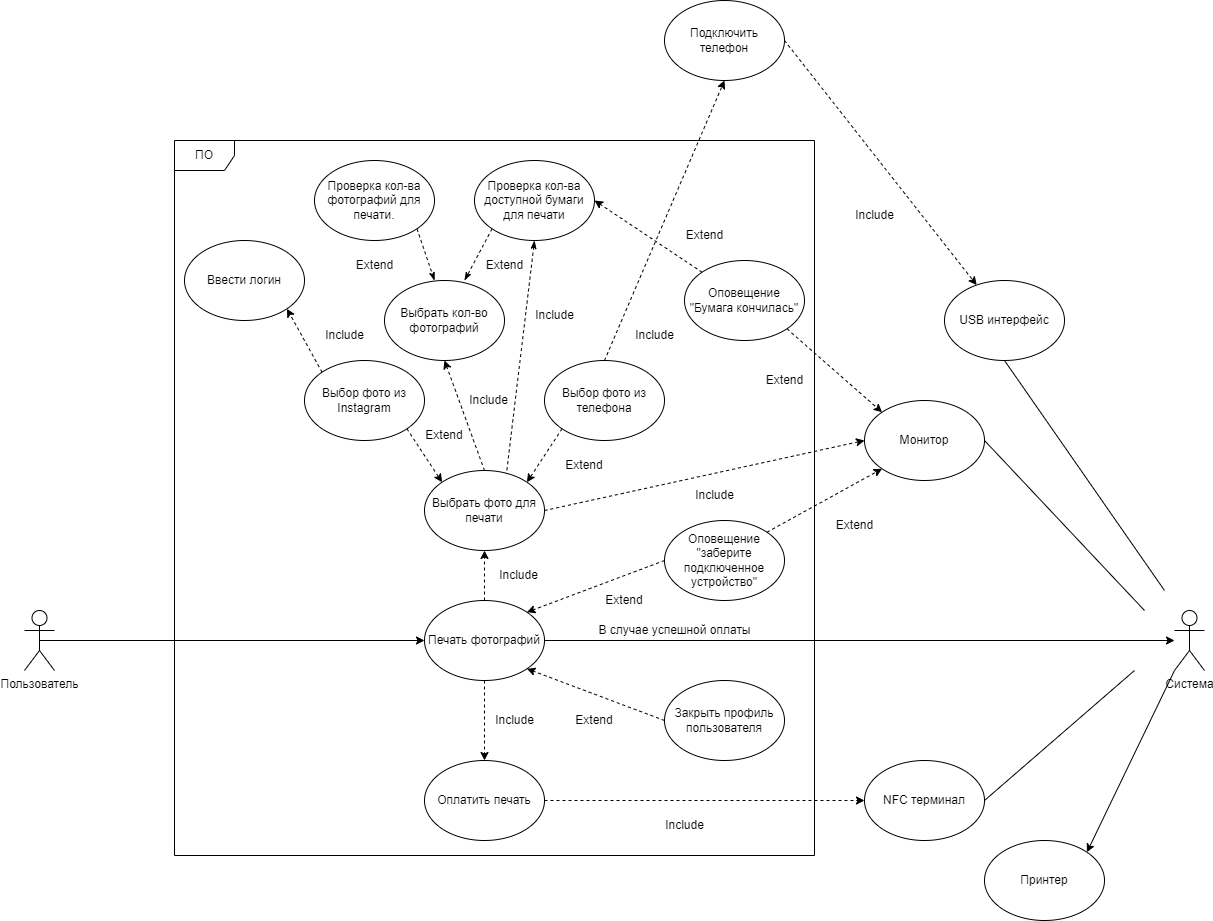 Подключить
телефон
ПО
Проверка кол-ва
фотографий для
печати.
Проверка кол-ва
доступной бумаги
для печати
Include
Extend
Extend
Extend
Ввести логин
Оповещение
"Бумага кончилась"
Выбрать кол-во
фотографий
Include
USB интерфейс
Include
Include
Extend
Выбор фото из
Instagram
Include
Выбор фото из
телефона
Extend
Монитор
Extend
Include
Выбрать фото для
печати
Extend
Оповещение
"заберите
подключенное
устройство"
Include
Extend
В случае успешной оплаты
Печать фотографий
Пользователь
Система
Include
Extend
Закрыть профиль
пользователя
Оплатить печать
NFC терминал
Include
Принтер